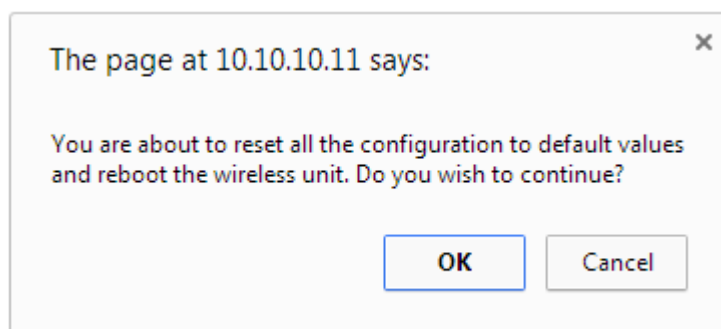 The page at 10.10.10.11 says:
You are about to reset all the configuration to default values
and reboot the wireless unit. Do you wish to continue?
OK
Cancel